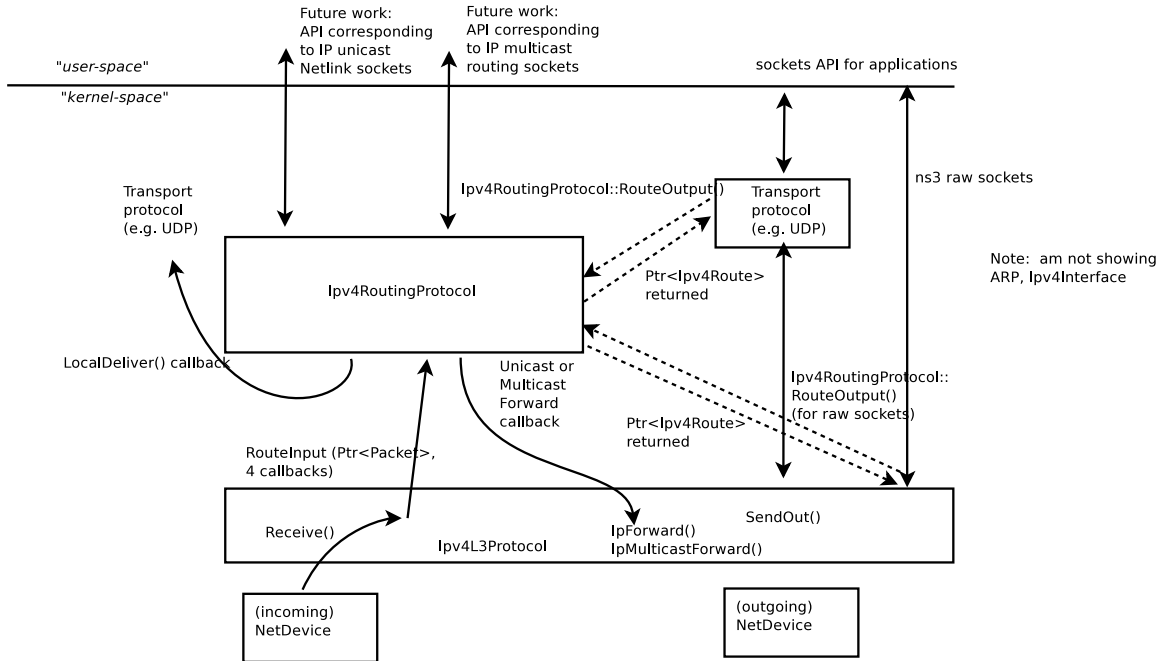 Future work:
API corresponding
to IP unicast
Netlink sockets
Future work:
API corresponding
to IP multicast
routing sockets
"user-space"
sockets API for applications
"kernel-space"
Transport
protocol
(e.g. UDP)
Ipv4RoutingProtocol::RouteOutput()
Transport
protocol
(e.g. UDP)
ns3 raw sockets
Note:  am not showing
ARP, Ipv4Interface
Ipv4RoutingProtocol
Ptr<Ipv4Route>
returned
LocalDeliver() callback
Unicast or
Multicast
Forward
callback
Ipv4RoutingProtocol::
RouteOutput()
(for raw sockets)
Ptr<Ipv4Route>
returned
RouteInput (Ptr<Packet>,
4 callbacks)
Receive()
Ipv4L3Protocol
IpForward()
IpMulticastForward()
SendOut()
(incoming)
NetDevice
(outgoing)
NetDevice